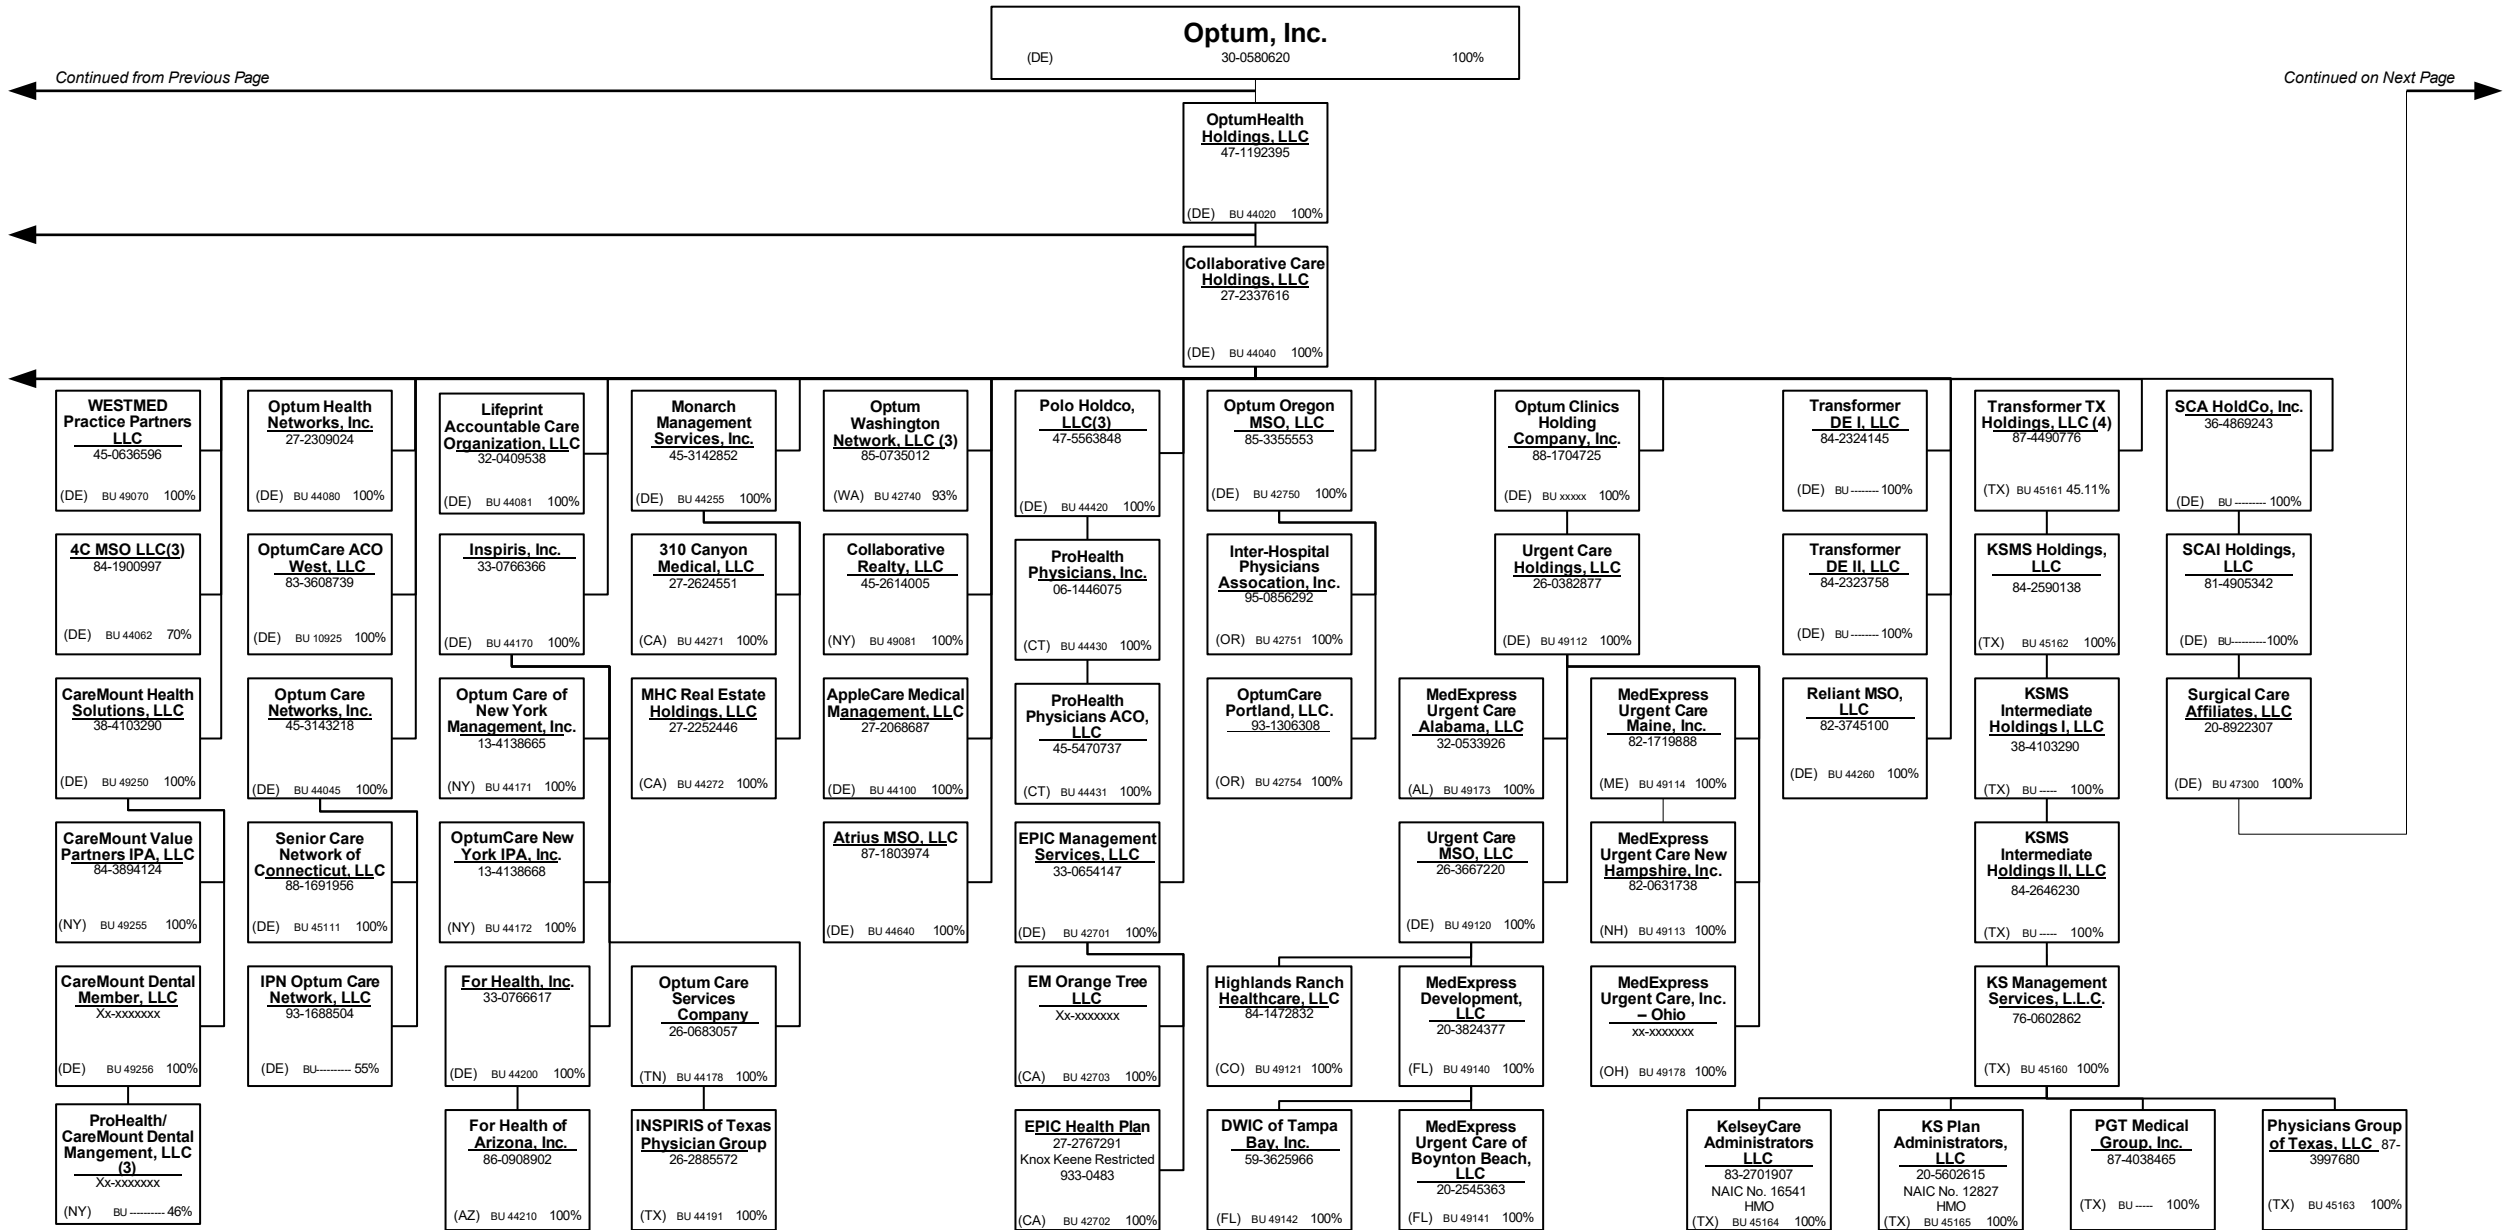 Optum, Inc.
(DE) 30-0580620 100%
Continued from Previous Page
Continued on Next Page
OptumHealth
Holdings, LLC
47-1192395
(DE) BU 44020 100%
Collaborative Care
Holdings, LLC
27-2337616
(DE) BU 44040 100%
WESTMED
Practice Partners
LLC
45-0636596
(DE) BU 49070 100%
Optum Health
Networks, Inc.
27-2309024
(DE) BU 44080 100%
Lifeprint
Accountable Care
Organization, LLC
32-0409538
(DE) BU 44081 100%
Monarch
Management
Services, Inc.
45-3142852
(DE) BU 44255 100%
Optum
Washington
Network, LLC (3)
85-0735012
(WA) BU 42740 93%
Polo Holdco,
LLC(3)
47-5563848
(DE) BU 44420 100%
Optum Oregon
MSO, LLC
85-3355553
(DE) BU 42750 100%
Optum Clinics
Holding
Company, Inc.
88-1704725
(DE) BU xxxxx 100%
Transformer
DE I, LLC
84-2324145
(DE) BU -------- 100%
Transformer TX
Holdings, LLC (4)
87-4490776
(TX) BU 45161 45.11%
SCA HoldCo, Inc.
36-4869243
(DE) BU --------- 100%
4C MSO LLC(3)
84-1900997
(DE) BU 44062 70%
OptumCare ACO
West, LLC
83-3608739
(DE) BU 10925 100%
Inspiris, Inc.
33-0766366
(DE) BU 44170 100%
310 Canyon
Medical, LLC
27-2624551
(CA) BU 44271 100%
Collaborative
Realty, LLC
45-2614005
(NY) BU 49081 100%
ProHealth
Physicians, Inc.
06-1446075
(CT) BU 44430 100%
Inter-Hospital
Physicians
Assocation, Inc.
95-0856292
(OR) BU 42751 100%
Urgent Care
Holdings, LLC
26-0382877
(DE) BU 49112 100%
Transformer
DE II, LLC
84-2323758
(DE) BU -------- 100%
KSMS Holdings,
LLC
84-2590138
(TX) BU 45162 100%
SCAI Holdings,
LLC
81-4905342
(DE) BU---------- 100%
CareMount Health
Solutions, LLC
38-4103290
(DE) BU 49250 100%
Optum Care
Networks, Inc.
45-3143218
(DE) BU 44045 100%
Optum Care of
New York
Management, Inc.
13-4138665
(NY) BU 44171 100%
MHC Real Estate
Holdings, LLC
27-2252446
(CA) BU 44272 100%
AppleCare Medical
Management, LLC
27-2068687
(DE) BU 44100 100%
ProHealth
Physicians ACO,
LLC
45-5470737
(CT) BU 44431 100%
OptumCare
Portland, LLC.
93-1306308
(OR) BU 42754 100%
MedExpress
Urgent Care
Alabama, LLC
32-0533926
(AL) BU 49173 100%
MedExpress
Urgent Care
Maine, Inc.
82-1719888
(ME) BU 49114 100%
Reliant MSO,
LLC
82-3745100
(DE) BU 44260 100%
KSMS
Intermediate
Holdings I, LLC
38-4103290
(TX) BU ----- 100%
Surgical Care
Affiliates, LLC
20-8922307
(DE) BU 47300 100%
CareMount Value
Partners IPA, LLC
84-3894124
(NY) BU 49255 100%
Senior Care
Network of
Connecticut, LLC
88-1691956
(DE) BU 45111 100%
OptumCare New
York IPA, Inc.
13-4138668
(NY) BU 44172 100%
Atrius MSO, LLC
87-1803974
(DE) BU 44640 100%
EPIC Management
Services, LLC
33-0654147
(DE) BU 42701 100%
Urgent Care
MSO, LLC
26-3667220
(DE) BU 49120 100%
MedExpress
Urgent Care New
Hampshire, Inc.
82-0631738
(NH) BU 49113 100%
KSMS
Intermediate
Holdings II, LLC
84-2646230
(TX) BU ----- 100%
CareMount Dental
Member, LLC
Xx-xxxxxxx
(DE) BU 49256 100%
IPN Optum Care
Network, LLC
93-1688504
(DE) BU---------- 55%
For Health, Inc.
33-0766617
(DE) BU 44200 100%
Optum Care
Services
Company
26-0683057
(TN) BU 44178 100%
EM Orange Tree
LLC
Xx-xxxxxxx
(CA) BU 42703 100%
Highlands Ranch
Healthcare, LLC
84-1472832
(CO) BU 49121 100%
MedExpress
Development,
LLC
20-3824377
(FL) BU 49140 100%
MedExpress
Urgent Care, Inc.
– Ohio
xx-xxxxxxx
(OH) BU 49178 100%
KS Management
Services, L.L.C.
76-0602862
(TX) BU 45160 100%
ProHealth/
CareMount Dental
Mangement, LLC
(3)
Xx-xxxxxxx
(NY) BU ---------- 46%
For Health of
Arizona, Inc.
86-0908902
(AZ) BU 44210 100%
INSPIRIS of Texas
Physician Group
26-2885572
(TX) BU 44191 100%
EPIC Health Plan
27-2767291
Knox Keene Restricted
933-0483
(CA) BU 42702 100%
DWIC of Tampa
Bay, Inc.
59-3625966
(FL) BU 49142 100%
MedExpress
Urgent Care of
Boynton Beach,
LLC
20-2545363
(FL) BU 49141 100%
KelseyCare
Administrators
LLC
83-2701907
NAIC No. 16541
HMO
(TX) BU 45164 100%
KS Plan
Administrators,
LLC
20-5602615
NAIC No. 12827
HMO
(TX) BU 45165 100%
PGT Medical
Group, Inc.
87-4038465
(TX) BU ----- 100%
Physicians Group
of Texas, LLC 87-
3997680
(TX) BU 45163 100%